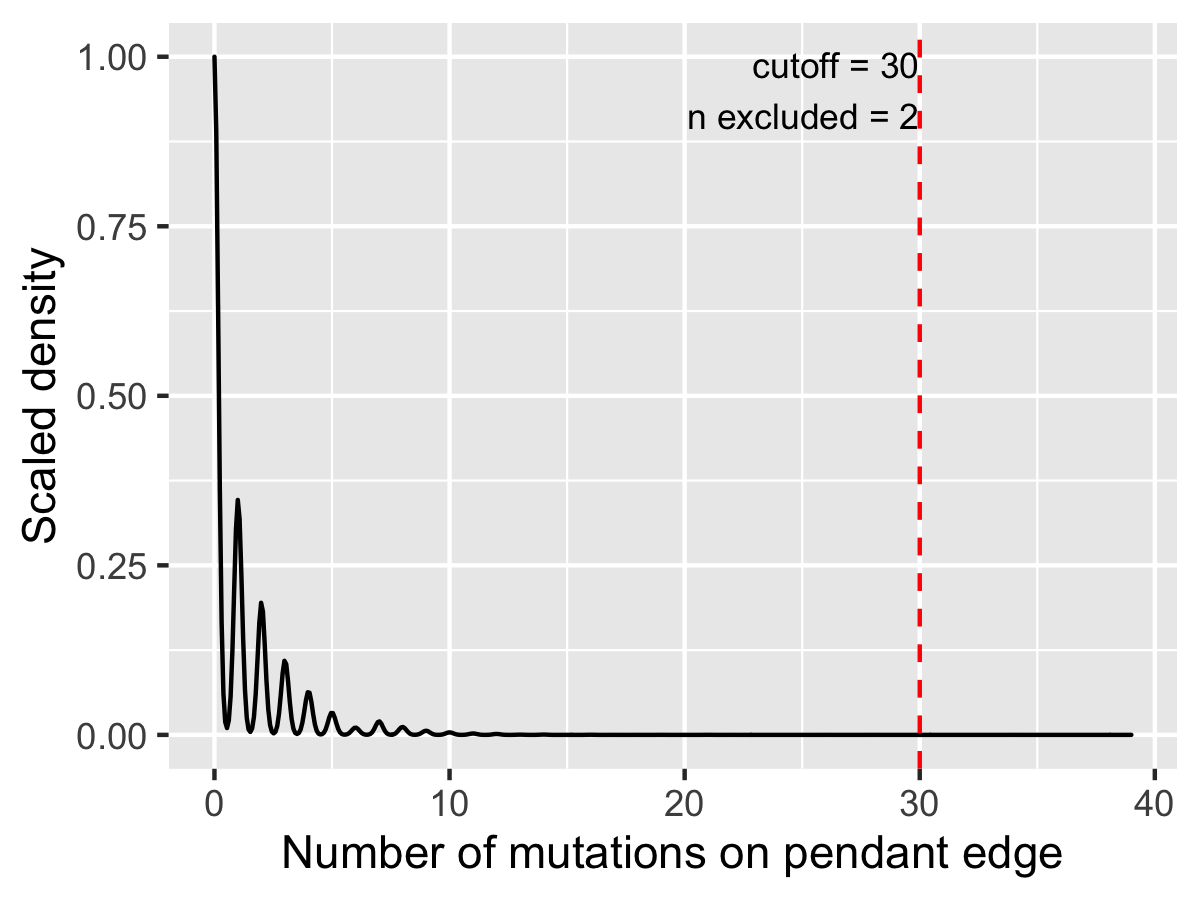 cutoff = 30
n excluded = 2
1.00
0.75
0.50
0.25
0.00
Scaled density
0 10 20 30 40
Number of mutations on pendant edge